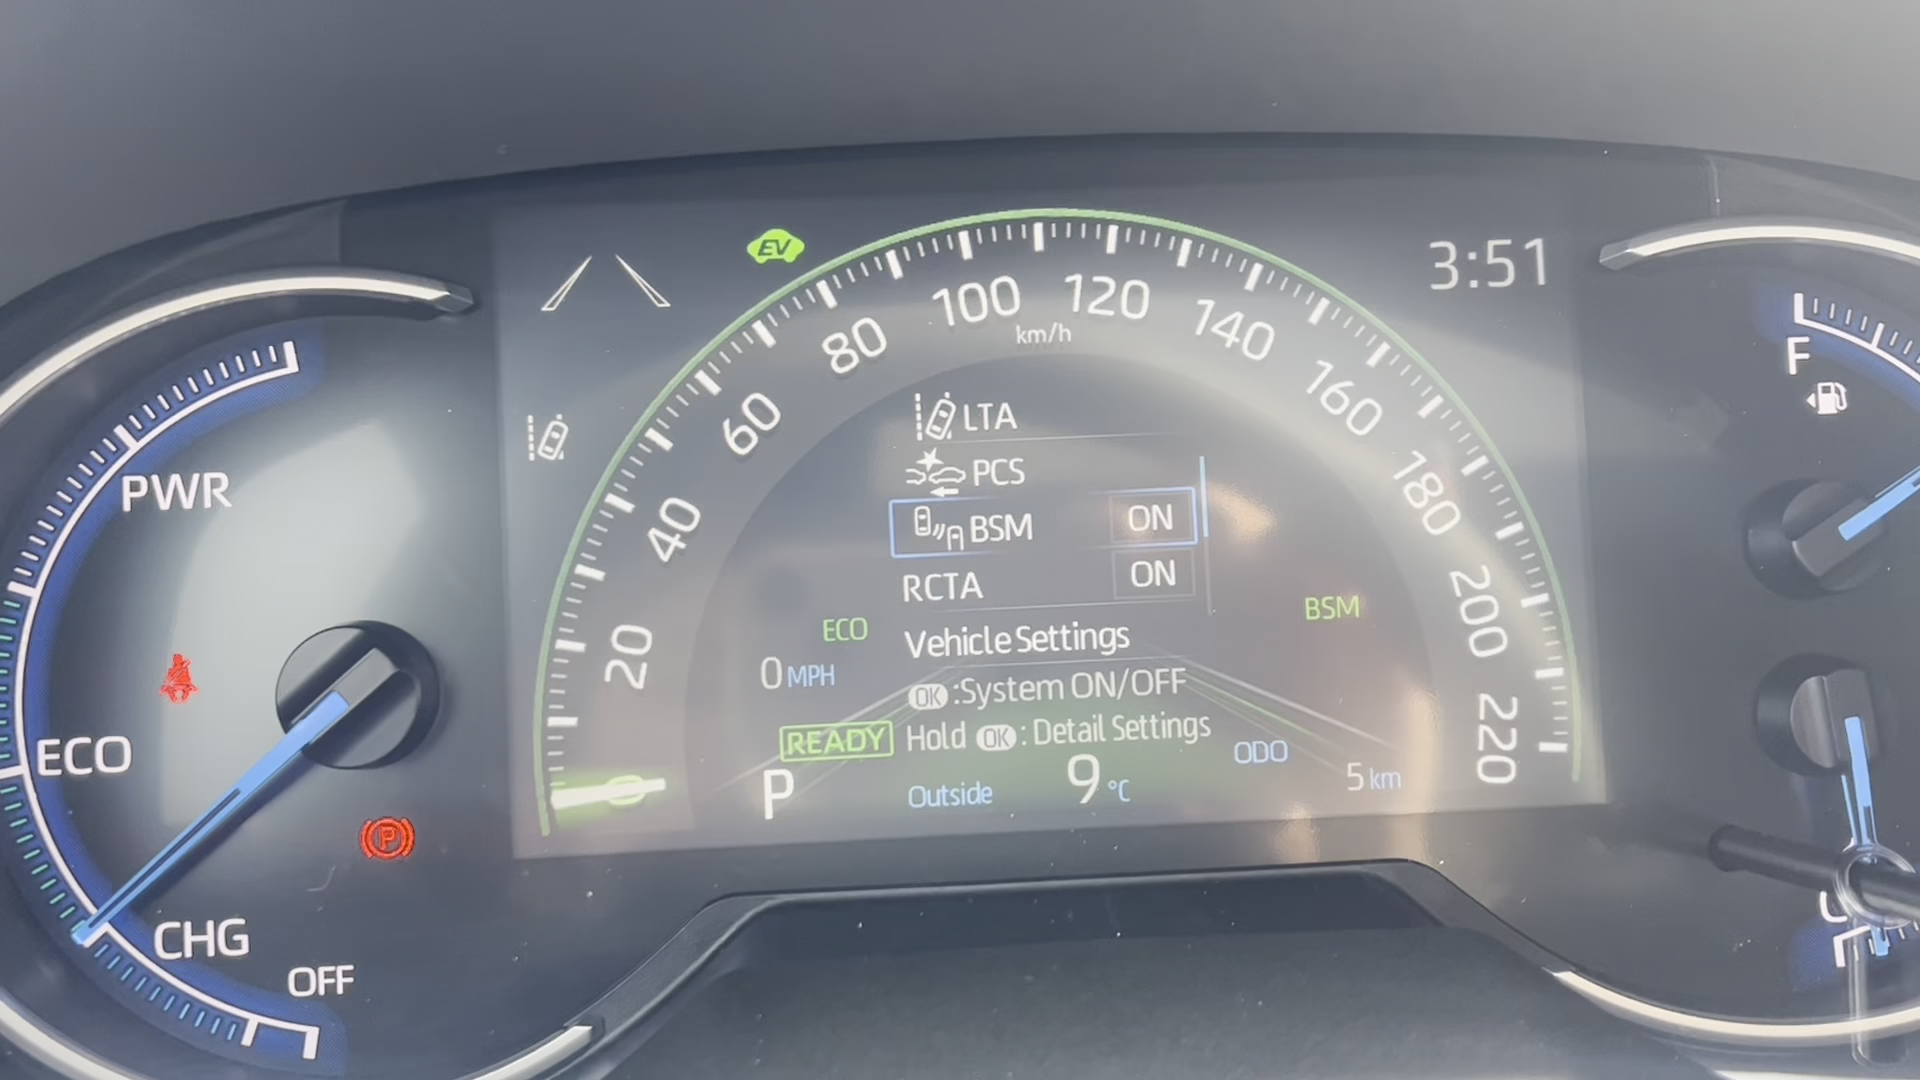 EV
3:51
100
120
km/h
80
140
F
60
160
LTA
PCS
PWR
40
180
BSM ON
RCTA ON
20
ECO
Vehicle Settings
BSM
200
0 MPH
OK :System ON/OFF
ECO
READY
Hold OK : Detail Settings
220
P
Outside 9 °C
ODO
5 km
P
CHG
OFF